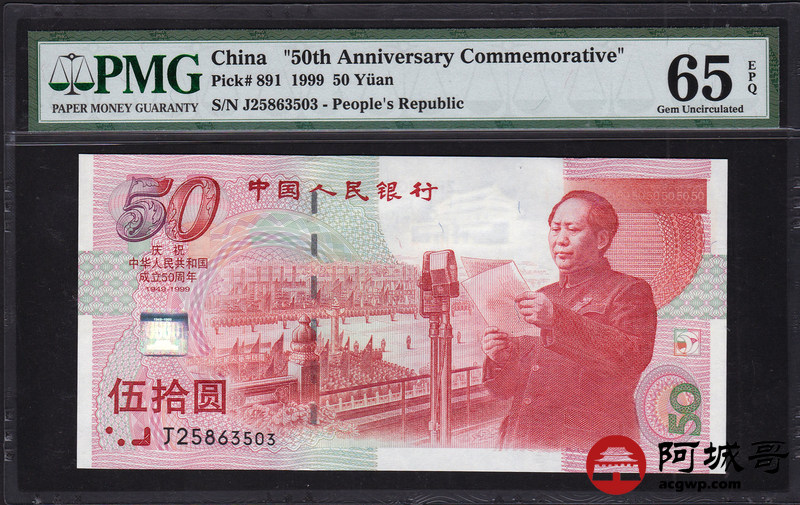 PMG
PAPER MONEY GUARANTY
China "50th Anniversary Commemorative"
Pick# 891 1999 50 Yüan
S/N J25863503 - People's Republic
65
EPQ
Gem Uncirculated
50
中国人民银行
庆祝
中华人民共和国
成立50周年
1949-1999
伍拾圆
J25863503
50
阿城哥
acgwp.com